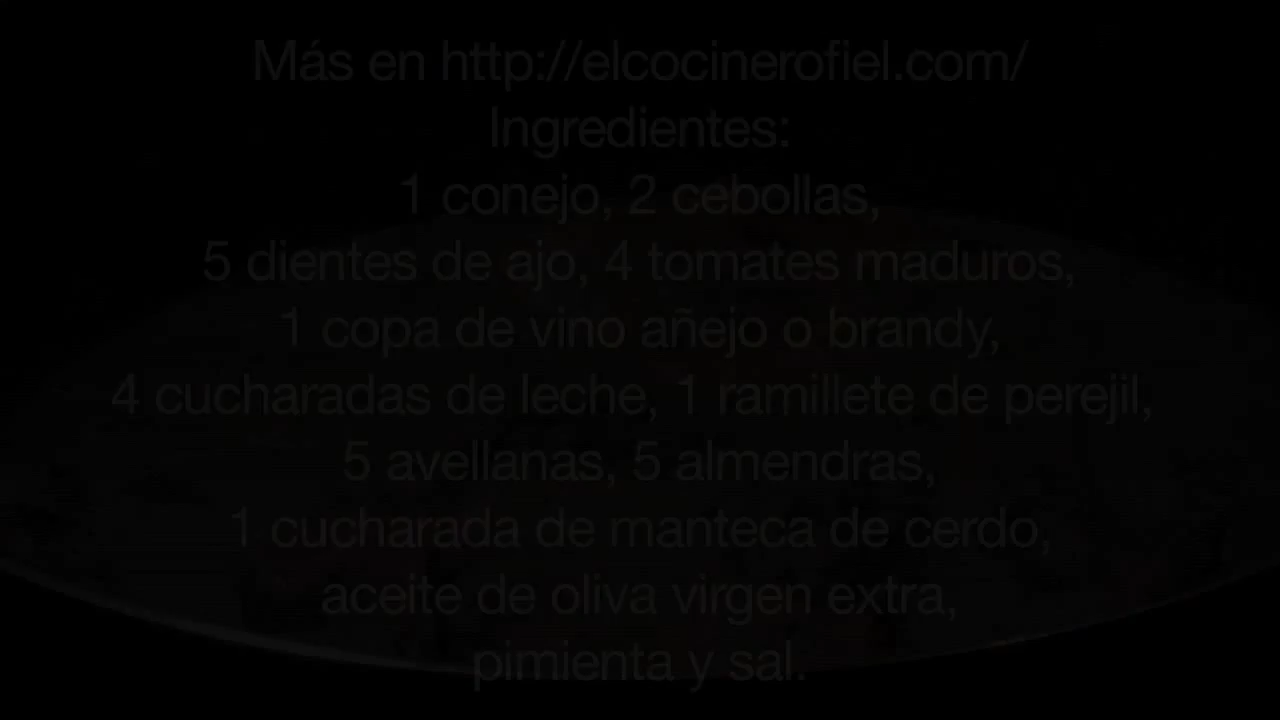 Más en http://elcocinerofiel.com/
Ingredientes:
1 conejo, 2 cebollas,
5 dientes de ajo, 4 tomates maduros,
1 copa de vino añejo o brandy,
4 cucharadas de leche, 1 ramillete de perejil,
5 avellanas, 5 almendras,
1 cucharada de manteca de cerdo,
aceite de oliva virgen extra,
pimienta y sal.